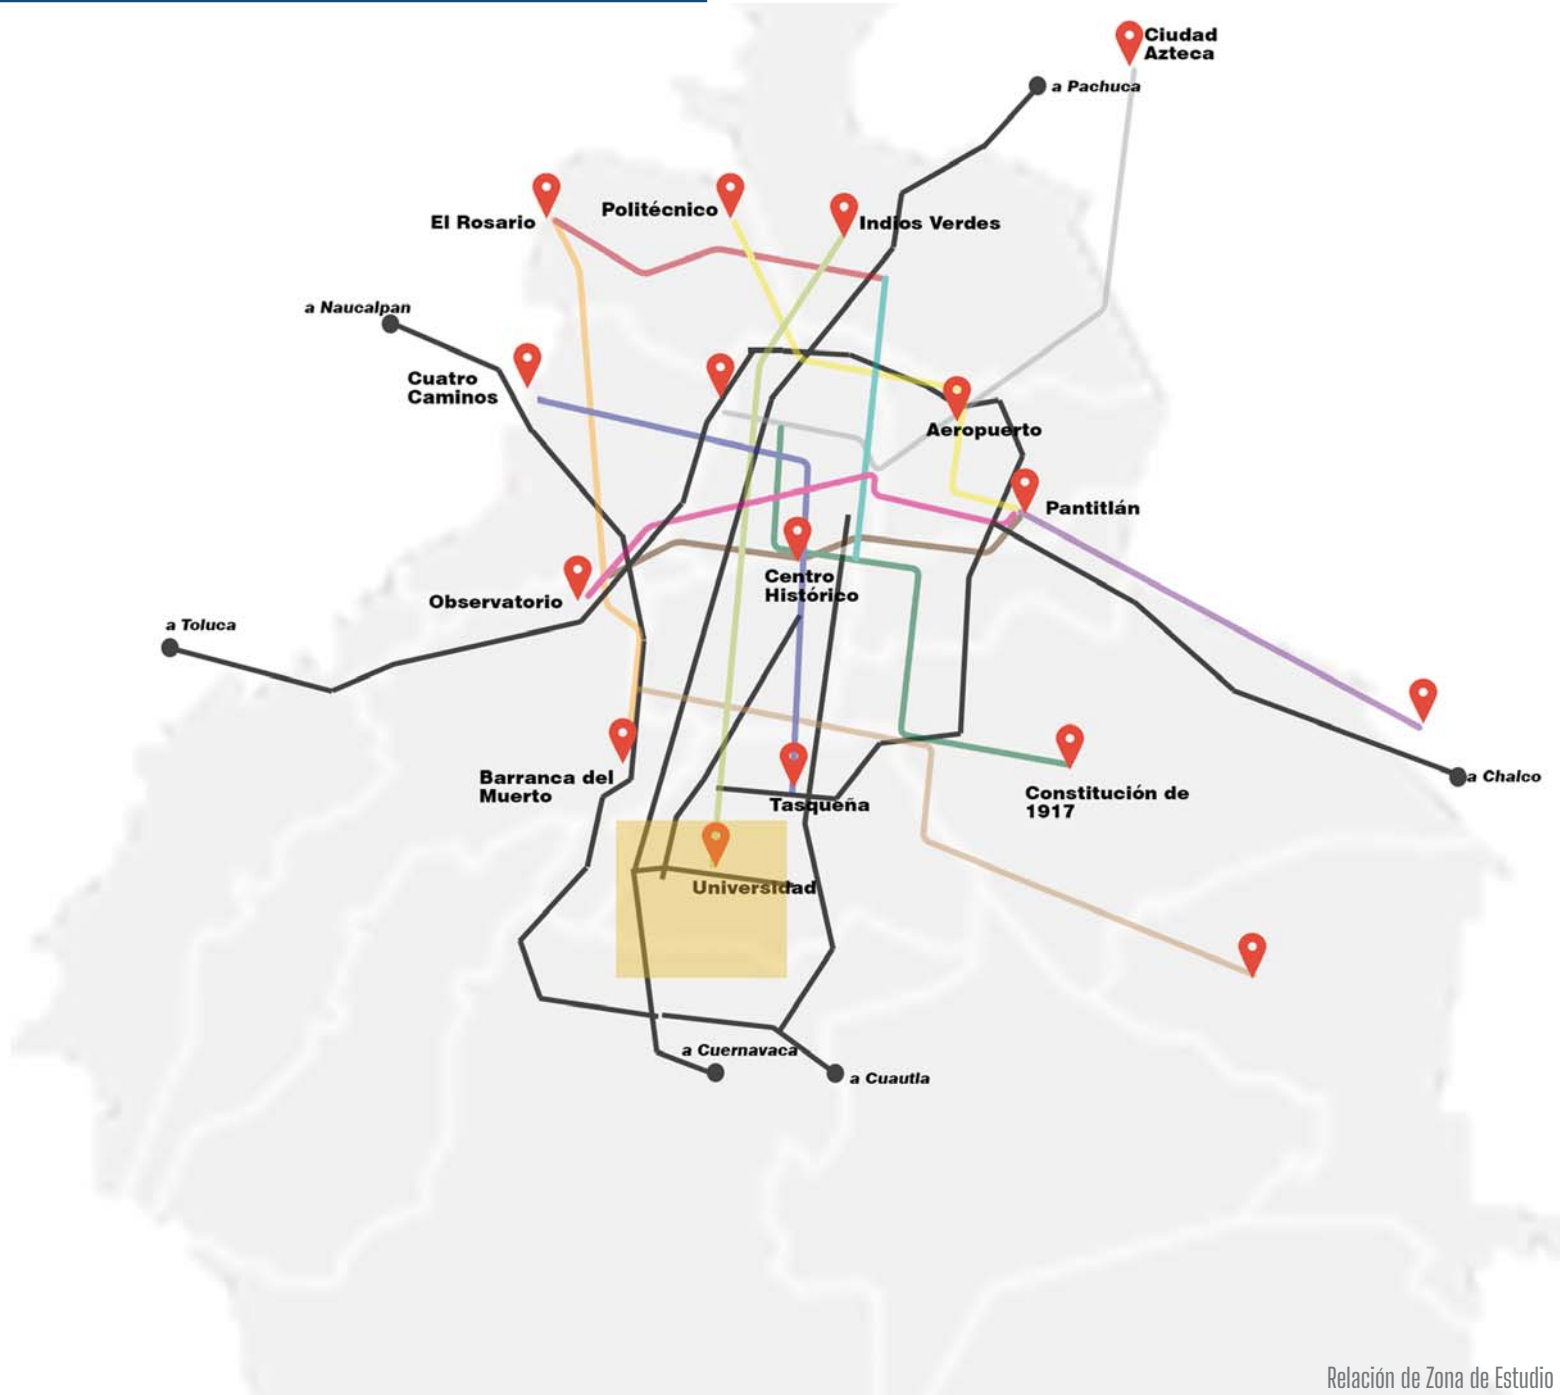 Ciudad
Azteca
a Pachuca
El Rosario
Politécnico
Indios Verdes
a Naucalpan
Cuatro
Caminos
Aeropuerto
Pantitlán
Centro
Histórico
Observatorio
a Toluca
Barranca del
Muerto
Tasqueña
Constitución de
1917
a Chalco
Universidad
a Cuernavaca
a Cuautla
Relación de Zona de Estudio